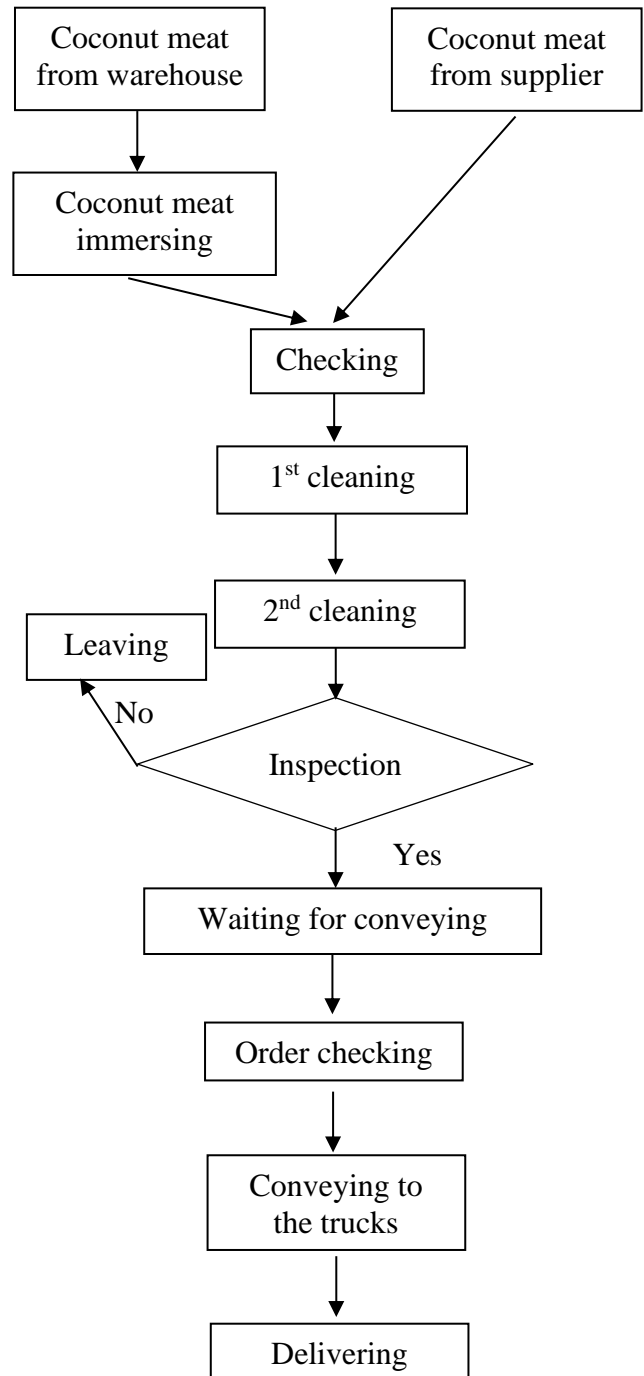 Coconut meat
from warehouse
Coconut meat
from supplier
Coconut meat
immersing
Checking
1st cleaning
2nd cleaning
Leaving
No
Inspection
Yes
Waiting for conveying
Order checking
Conveying to
the trucks
Delivering